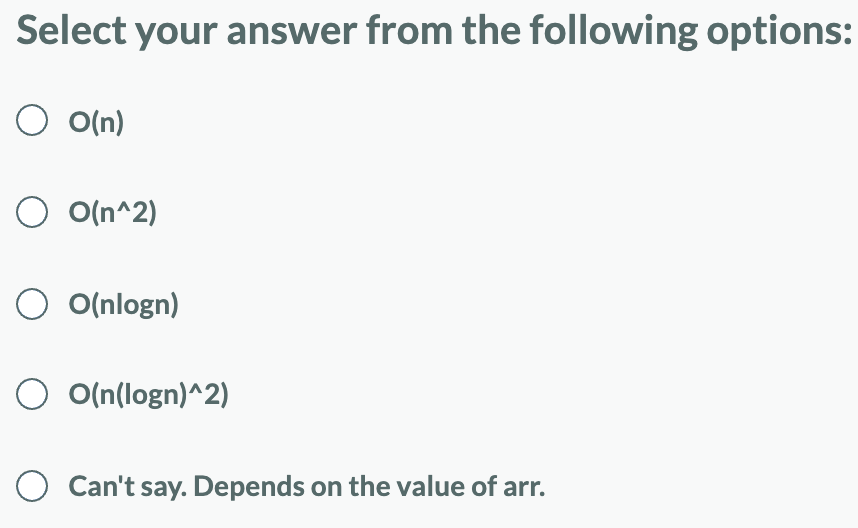 Select your answer from the following options:
O(n)
O(n^2)
O(nlogn)
O(n(logn)^2)
Can't say. Depends on the value of arr.